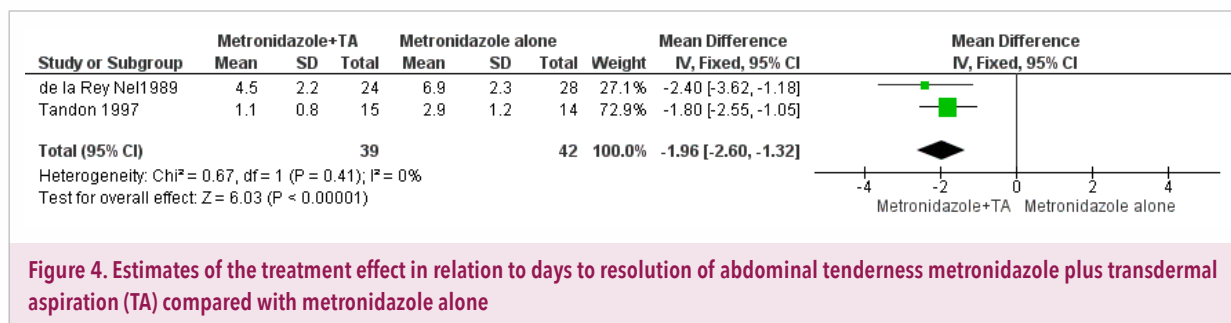 Metronidazole+TA Metronidazole alone Mean Difference Mean Difference
Study or Subgroup Mean SD Total Mean SD Total Weight IV, Fixed, 95% CI IV, Fixed, 95% CI
de la Rey Nel1989 4.5 2.2 24 6.9 2.3 28 27.1% -2.40 [-3.62, -1.18]
Tandon 1997 1.1 0.8 15 2.9 1.2 14 72.9% -1.80 [-2.55, -1.05]
Total (95% CI) 39 42 100.0% -1.96 [-2.60, -1.32]
Heterogeneity: Chi² = 0.67, df = 1 (P = 0.41); I² = 0%
Test for overall effect: Z = 6.03 (P < 0.00001)
-4 -2 0 2 4
Metronidazole+TA Metronidazole alone
Figure 4. Estimates of the treatment effect in relation to days to resolution of abdominal tenderness metronidazole plus transdermal
aspiration (TA) compared with metronidazole alone